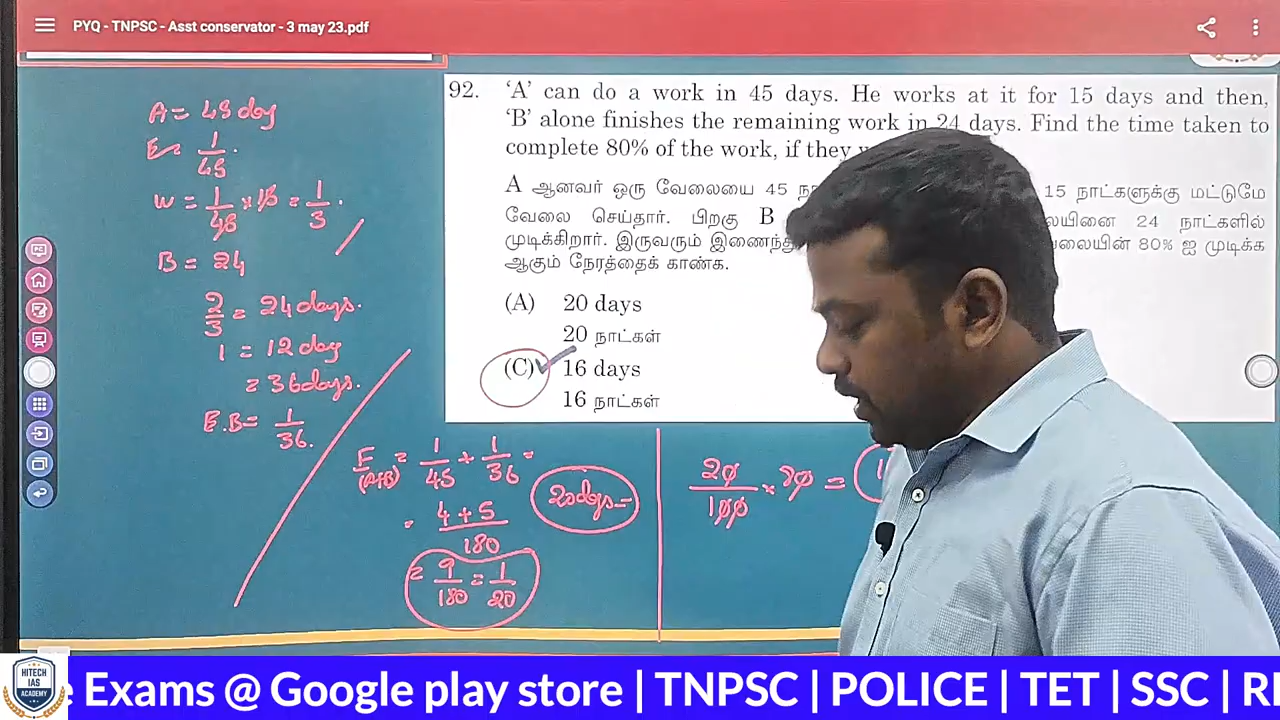 PYQ - TNPSC - Asst conservator - 3 may 23.pdf
92. 'A' can do a work in 45 days. He works at it for 15 days and then,
'B' alone finishes the remaining work in 24 days. Find the time taken to
complete 80% of the work, if they
A ஆனவர் ஒரு வேலையை 45 15 நாட்களுக்கு மட்டுமே
வேலை செய்தார். பிறகு B 24 நாட்களில்
முடிக்கிறார். இருவரும் 80% ஐ முடிக்க
ஆகும் நேரத்தைக் காண்க.
(A) 20 days
20 நாட்கள்
(C) 16 days
16 நாட்கள்
A = 45 day
E = 1/45
W = 1/45 × 15 = 1/3
B = 24
2/3 = 24 days.
1 = 12 day
= 36 days.
E.B = 1/36.
E (A+B) = 1/45 + 1/36 =
= 4 + 5 / 180
= 9/180 = 1/20
20 days =
20/100 × 80 =
HITECH
IAS
ACADEMY
Exams @ Google play store | TNPSC | POLICE | TET | SSC |